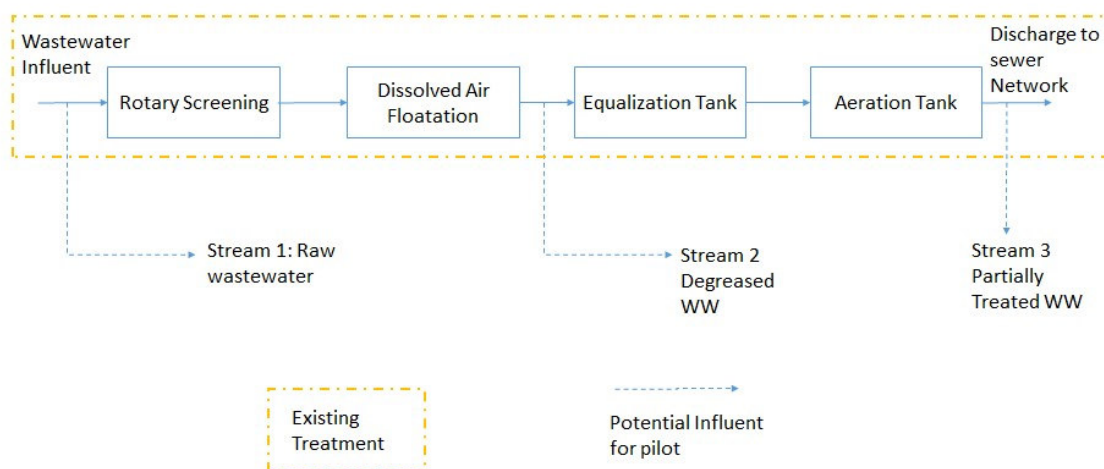 Wastewater
Influent
Rotary Screening
Dissolved Air
Floatation
Equalization Tank
Aeration Tank
Discharge to
sewer
Network
Stream 1: Raw
wastewater
Stream 2
Degreased
WW
Stream 3
Partially
Treated WW
Existing
Treatment
Potential Influent
for pilot